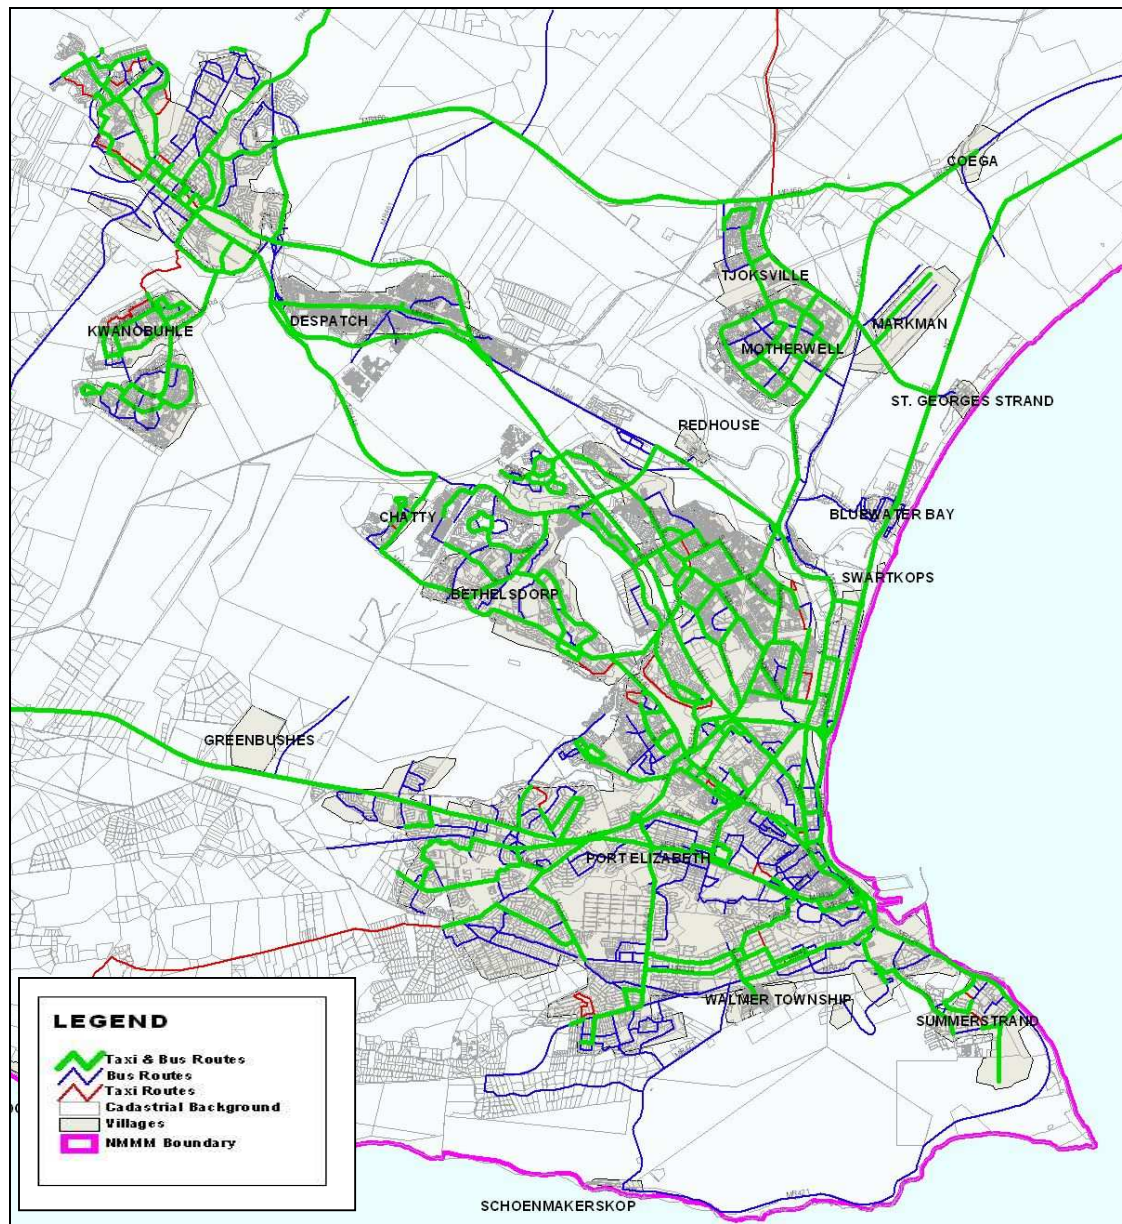 COEGA
TJOKSVILLE
DESPATCH
KWANOBUHLE
MARKMAN
MOTHERWELL
ST. GEORGES STRAND
REDHOUSE
CHATTY
BLUEWATER BAY
SWARTKOPS
BETHELSDORP
GREENBUSHES
PORT ELIZABETH
WALMER TOWNSHIP
SUMMERSTRAND
LEGEND
Taxi & Bus Routes
Bus Routes
Taxi Routes
Cadastrial Background
Villages
NMMM Boundary
SCHOENMAKERSKOP